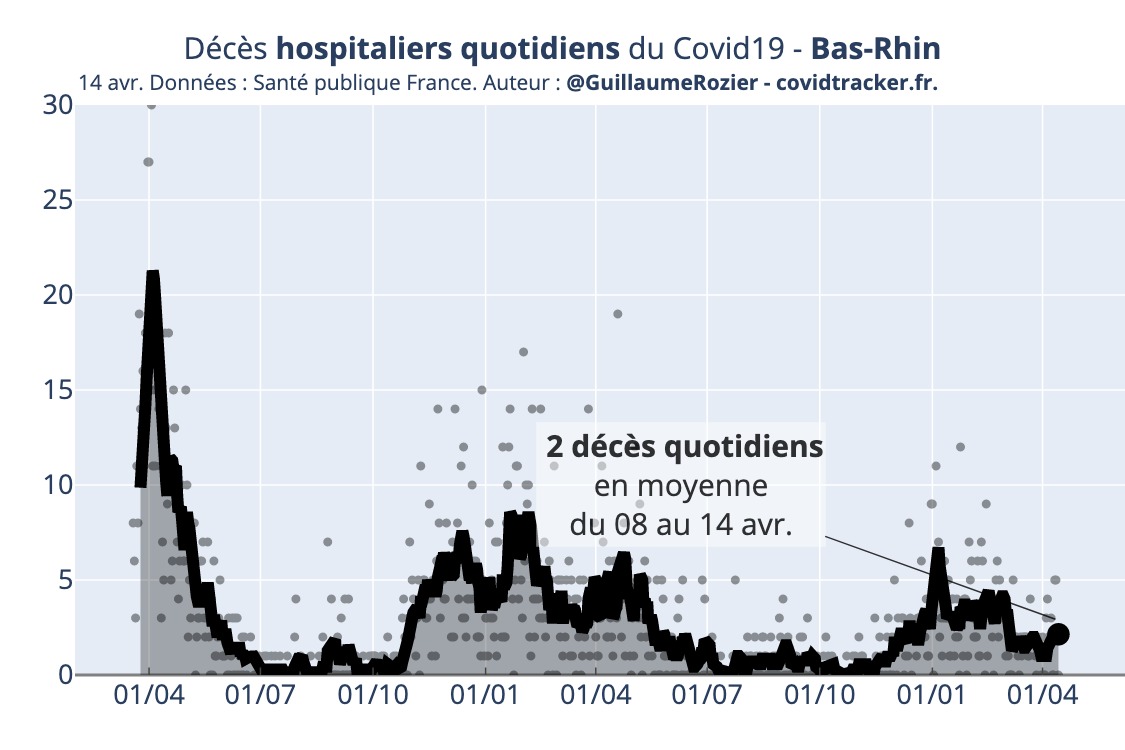 Décès hospitaliers quotidiens du Covid19 - Bas-Rhin
14 avr. Données : Santé publique France. Auteur : @GuillaumeRozier - covidtracker.fr.
30
25
20
15
10
5
0
2 décès quotidiens
en moyenne
du 08 au 14 avr.
01/04 01/07 01/10 01/01 01/04 01/07 01/10 01/01 01/04